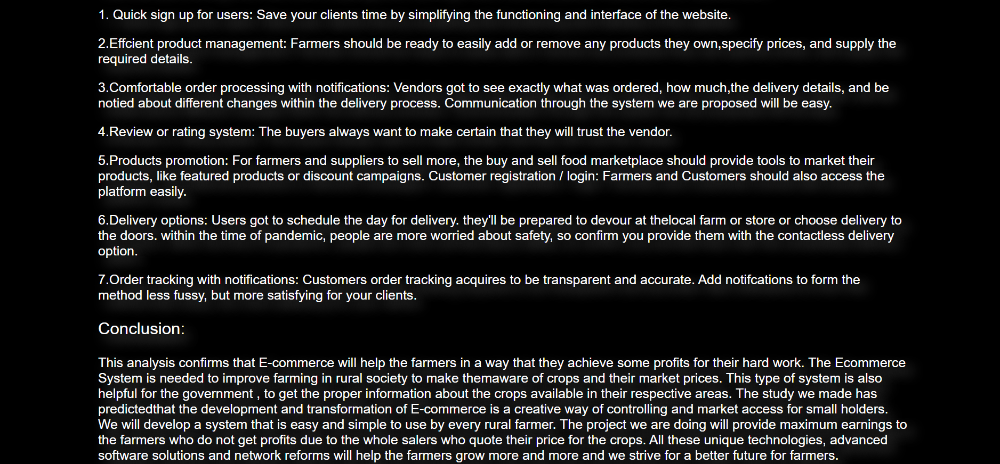 1. Quick sign up for users: Save your clients time by simplifying the functioning and interface of the website.
2.Effcient product management: Farmers should be ready to easily add or remove any products they own,specify prices, and supply the
required details.
3.Comfortable order processing with notifications: Vendors got to see exactly what was ordered, how much,the delivery details, and be
notied about different changes within the delivery process. Communication through the system we are proposed will be easy.
4.Review or rating system: The buyers always want to make certain that they will trust the vendor.
5.Products promotion: For farmers and suppliers to sell more, the buy and sell food marketplace should provide tools to market their
products, like featured products or discount campaigns. Customer registration / login: Farmers and Customers should also access the
platform easily.
6.Delivery options: Users got to schedule the day for delivery. they'll be prepared to devour at thelocal farm or store or choose delivery to
the doors. within the time of pandemic, people are more worried about safety, so confirm you provide them with the contactless delivery
option.
7.Order tracking with notifications: Customers order tracking acquires to be transparent and accurate. Add notifcations to form the
method less fussy, but more satisfying for your clients.
Conclusion:
This analysis confirms that E-commerce will help the farmers in a way that they achieve some profits for their hard work. The Ecommerce
System is needed to improve farming in rural society to make themaware of crops and their market prices. This type of system is also
helpful for the government , to get the proper information about the crops available in their respective areas. The study we made has
predictedthat the development and transformation of E-commerce is a creative way of controlling and market access for small holders.
We will develop a system that is easy and simple to use by every rural farmer. The project we are doing will provide maximum earnings to
the farmers who do not get profits due to the whole salers who quote their price for the crops. All these unique technologies, advanced
software solutions and network reforms will help the farmers grow more and more and we strive for a better future for farmers.